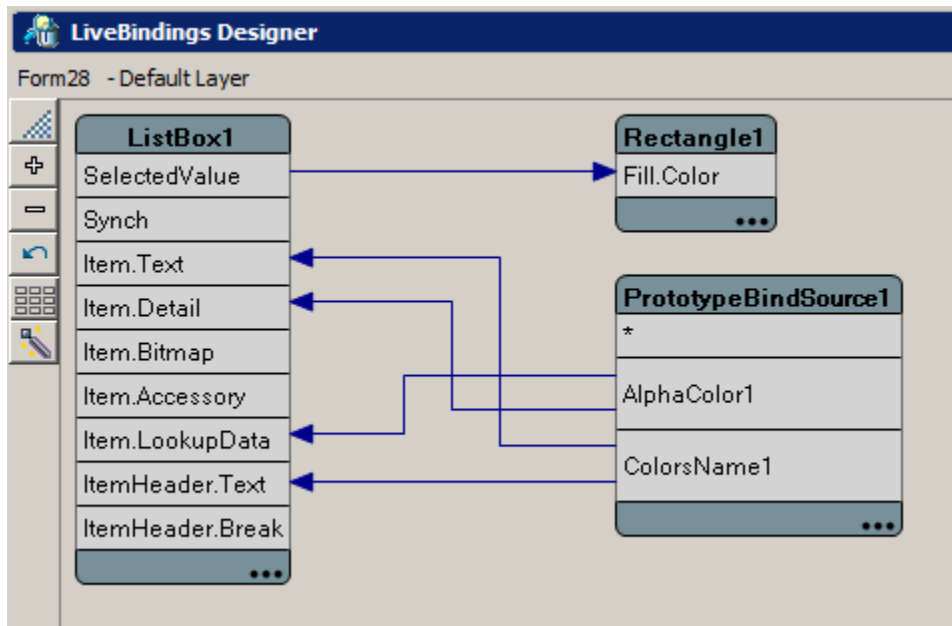 LiveBindings Designer
Form28 - Default Layer
ListBox1
SelectedValue
Synch
Item.Text
Item.Detail
Item.Bitmap
Item.Accessory
Item.LookupData
ItemHeader.Text
ItemHeader.Break
Rectangle1
Fill.Color
PrototypeBindSource1
*
AlphaColor1
ColorsName1